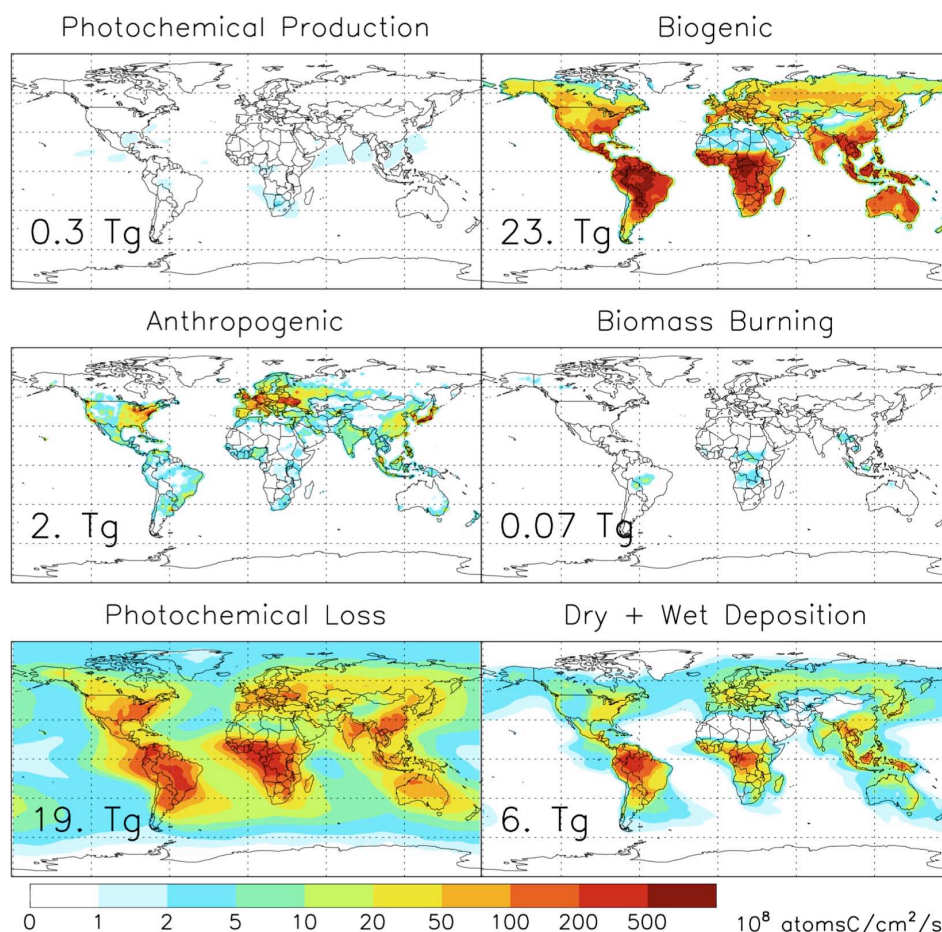 Photochemical Production
Biogenic
0.3 Tg
23. Tg
Anthropogenic
Biomass Burning
2. Tg
0.07 Tg
Photochemical Loss
Dry + Wet Deposition
19. Tg
6. Tg
0 1 2 5 10 20 50 100 200 500 10⁸ atomsC/cm²/s